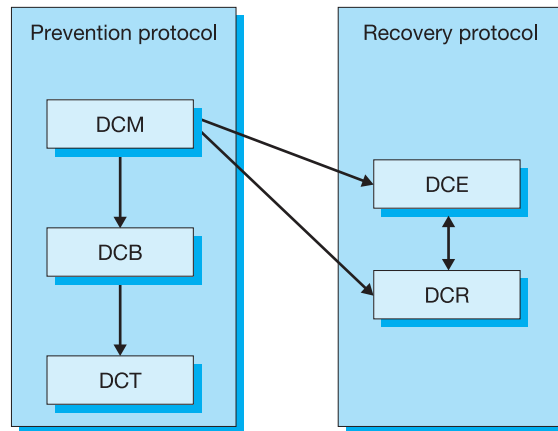 Prevention protocol
DCM
DCB
DCT
Recovery protocol
DCE
DCR